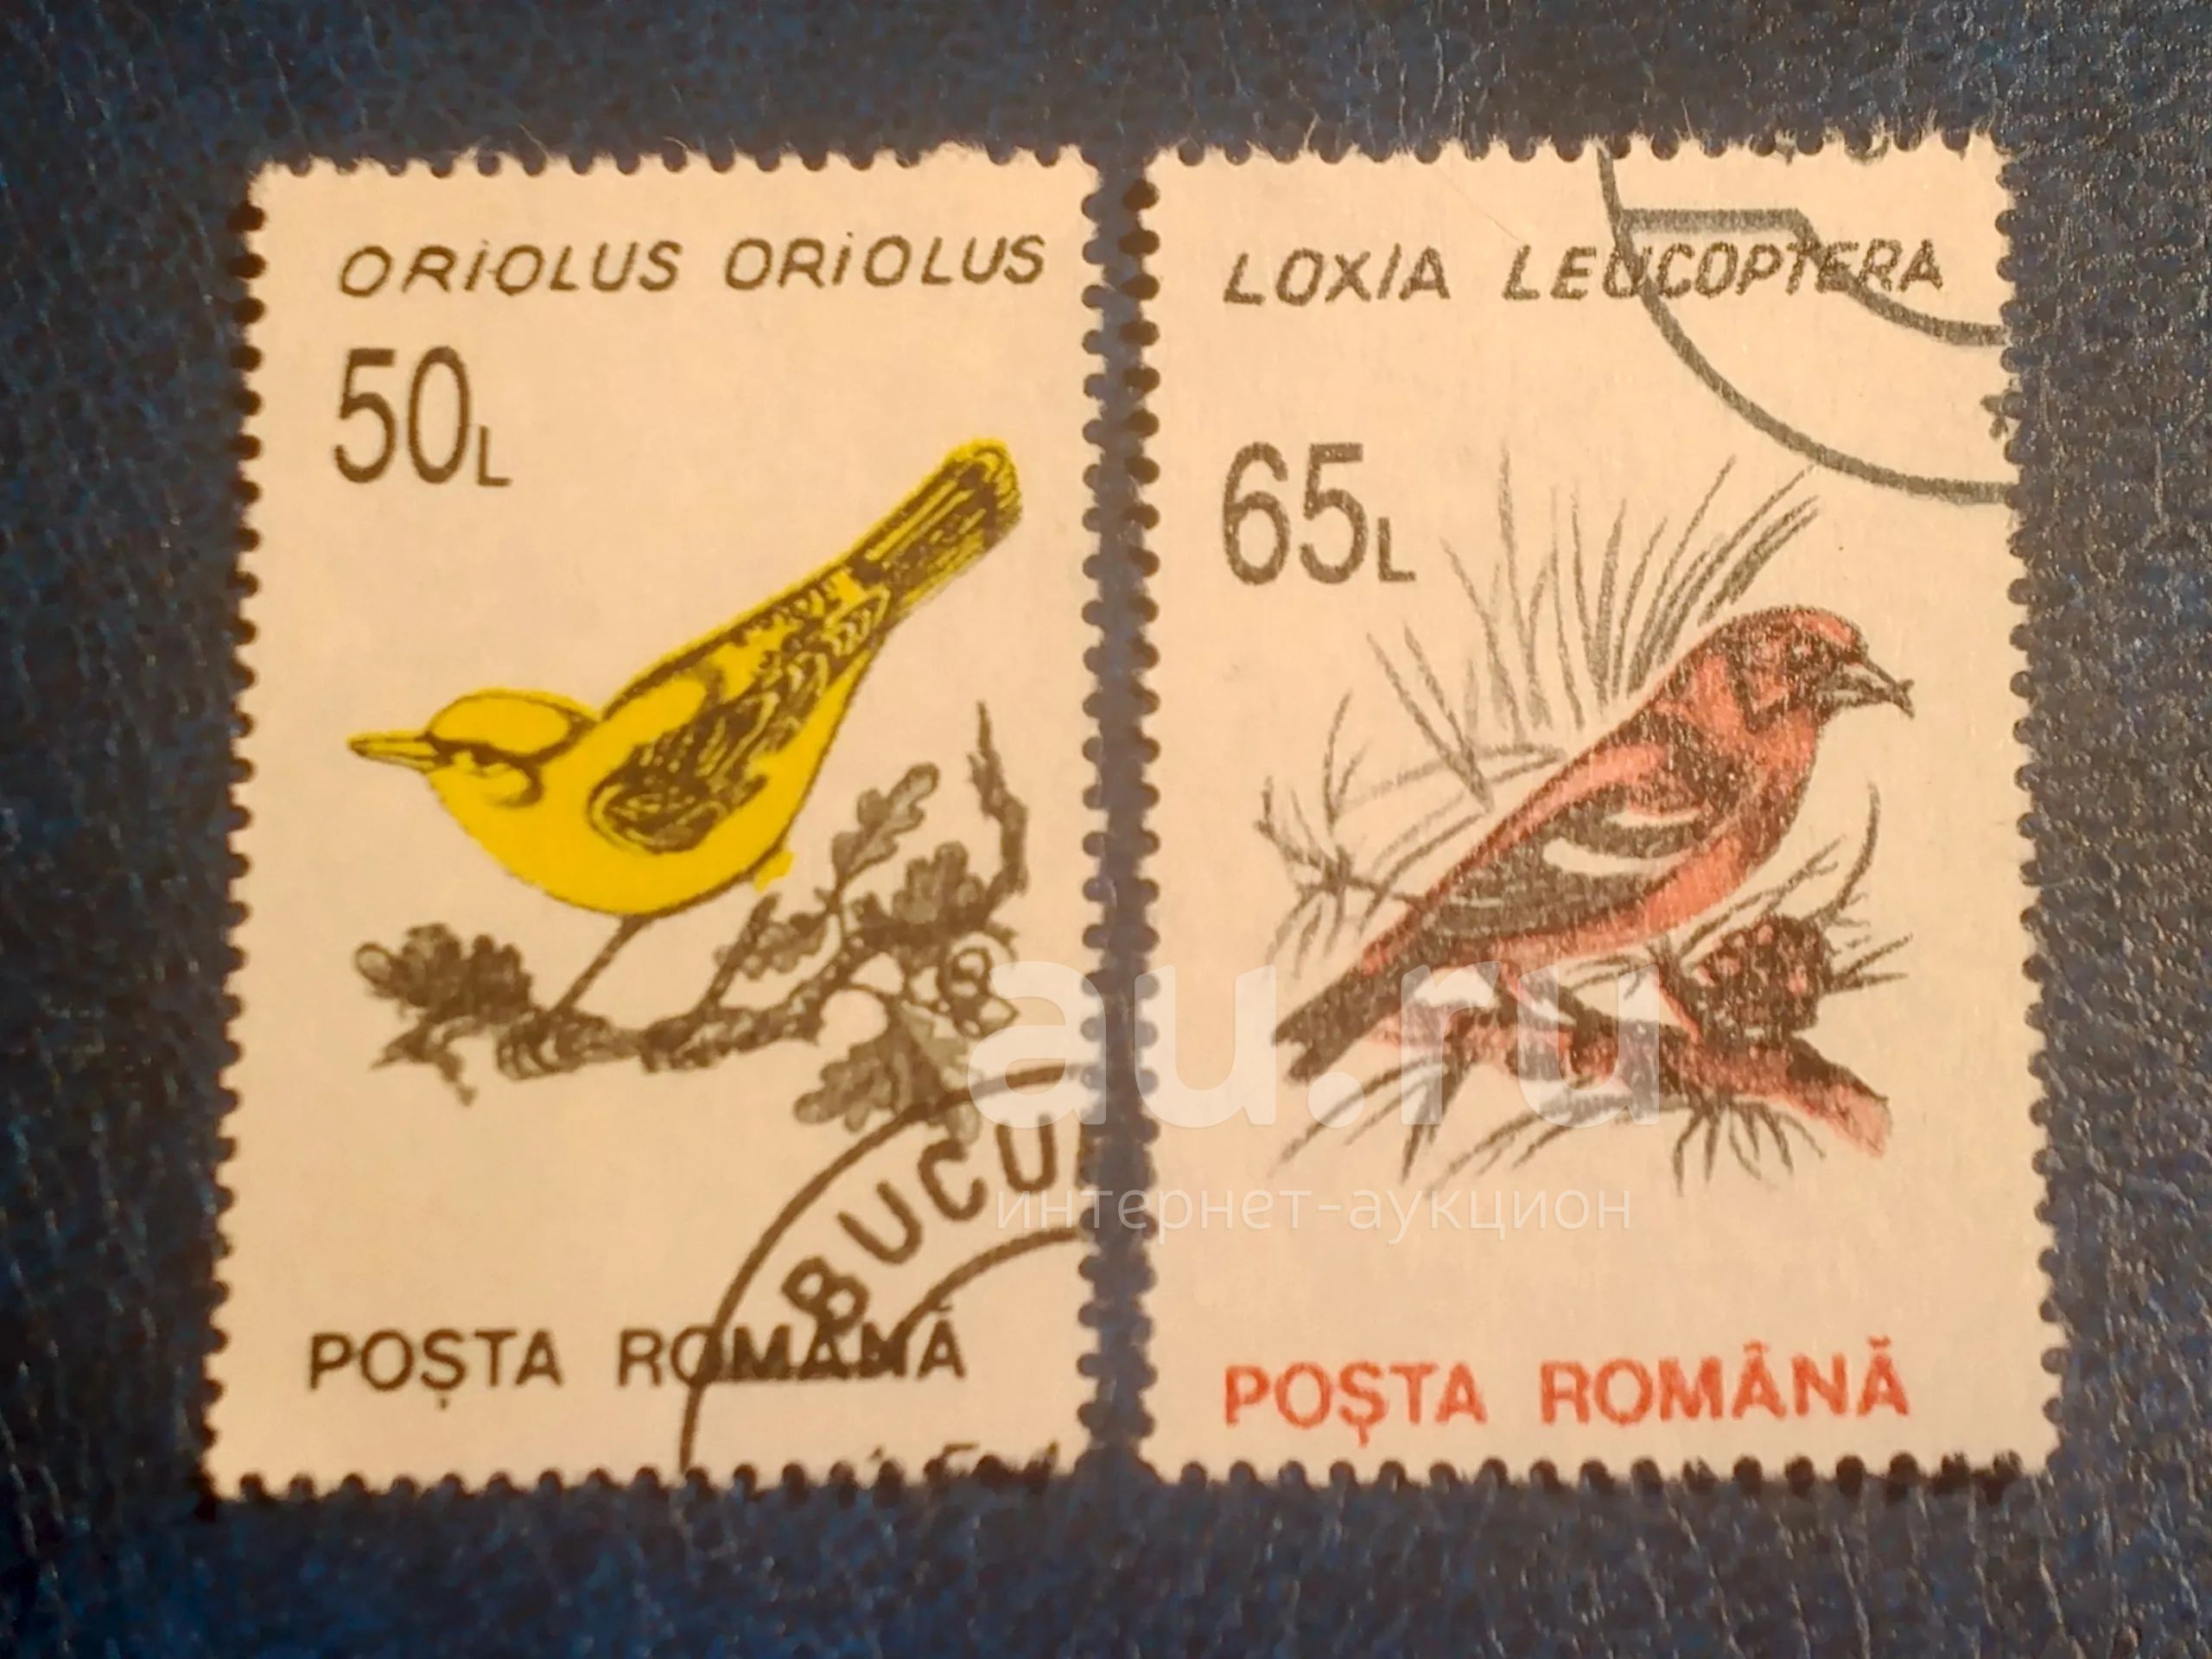 ORiOLUS ORiOLUS
50L
BUCU
POȘTA ROMÂNĂ
LOXIA LEUCOPTERA
65L
POȘTA ROMÂNĂ
au.ru
интернет-аукцион